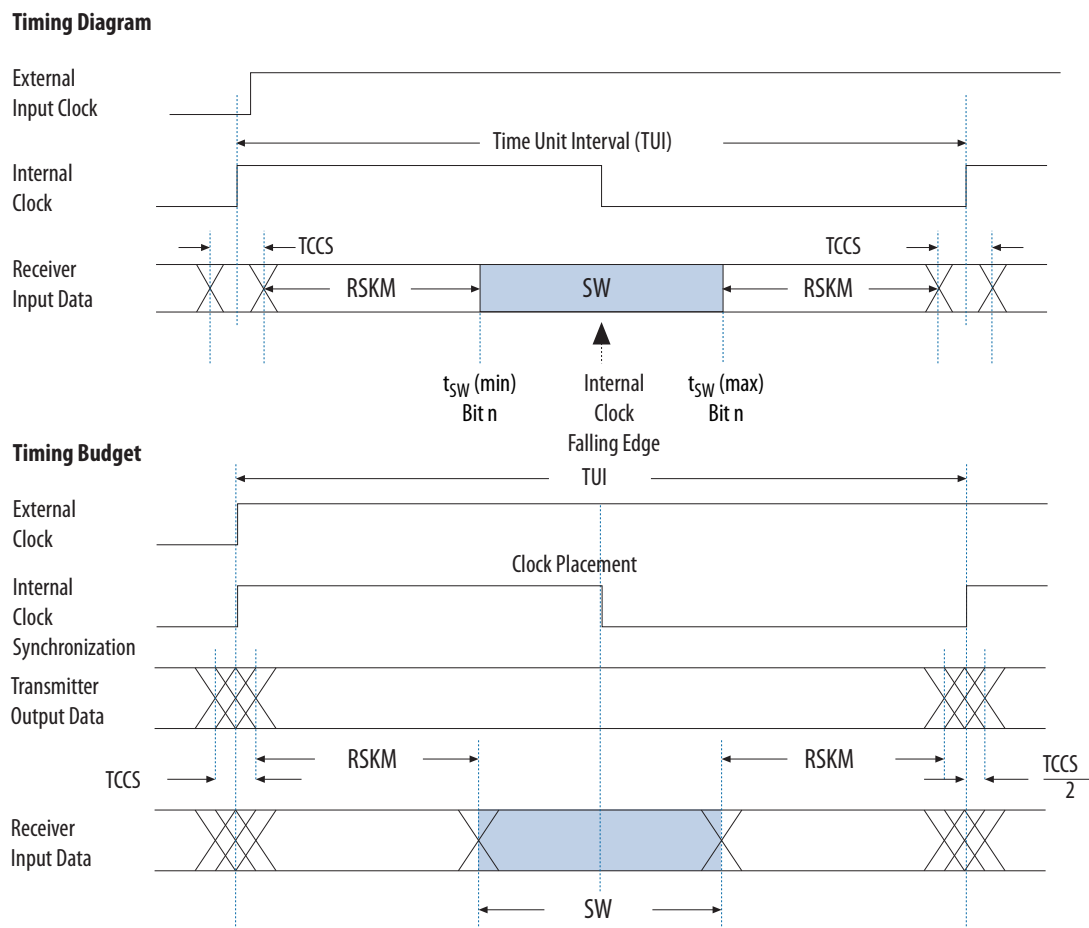 Timing Diagram
External
Input Clock
Time Unit Interval (TUI)
Internal
Clock
TCCS
TCCS
Receiver
Input Data
RSKM
SW
RSKM
tSW (min)
Bit n
Internal
Clock
Falling Edge
tSW (max)
Bit n
Timing Budget
TUI
External
Clock
Clock Placement
Internal
Clock
Synchronization
Transmitter
Output Data
RSKM
RSKM
TCCS
TCCS
2
Receiver
Input Data
SW